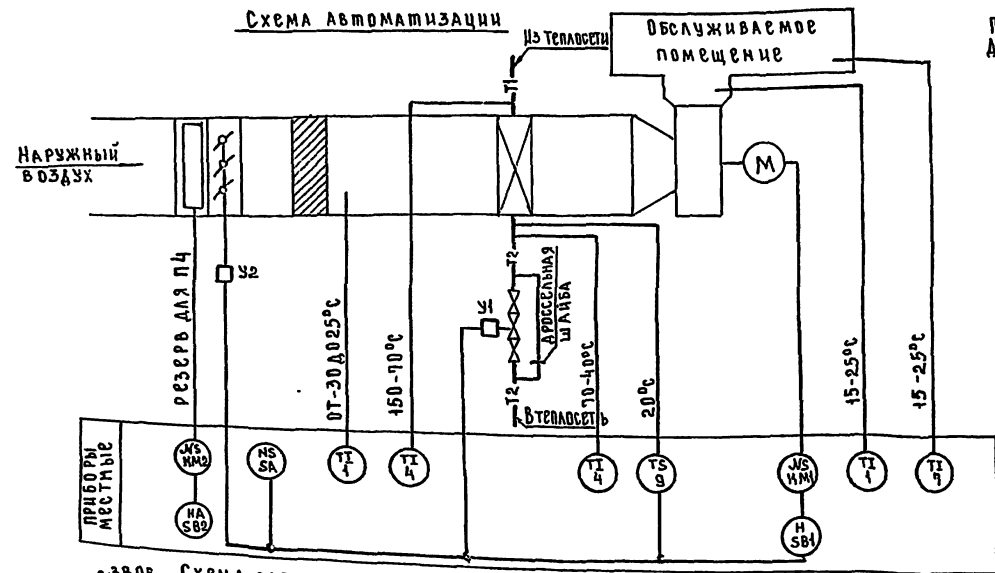 Схема автоматизации
Из теплосети
Обслуживаемое
помещение
Т1
Наружный
воздух
М
У2
Т2
У1
Дроссельная
шайба
Т2
В теплосеть
резерв для П4
от -30 до 25°С
150-70°С
70-40°С
20°С
15-25°С
15-25°С
Приборы
местные
NS
КМ2
НА
SB2
NS
SA
TI
1
TI
4
TI
4
TS
9
NS
КМ1
Н
SB1
TI
1
TI
7